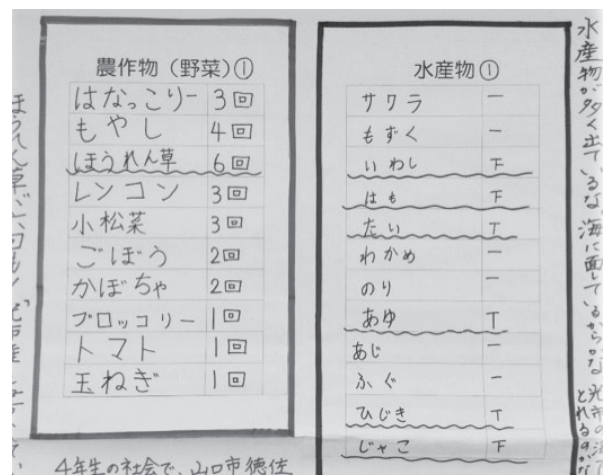 農作物（野菜）①
はなっこりー 3回
もやし 4回
ほうれん草 6回
レンコン 3回
小松菜 3回
ごぼう 2回
かぼちゃ 2回
ブロッコリー 1回
トマト 1回
玉ねぎ 1回
4年生の社会で、山口市徳佐
水産物①
サワラ 一
もずく 一
いわし 下
はも 下
たい T
わかめ 一
のり 一
あゆ T
あじ 一
ふぐ 一
ひじき T
じゃこ 下
水産物が多く出ているな 海に面しているからかな